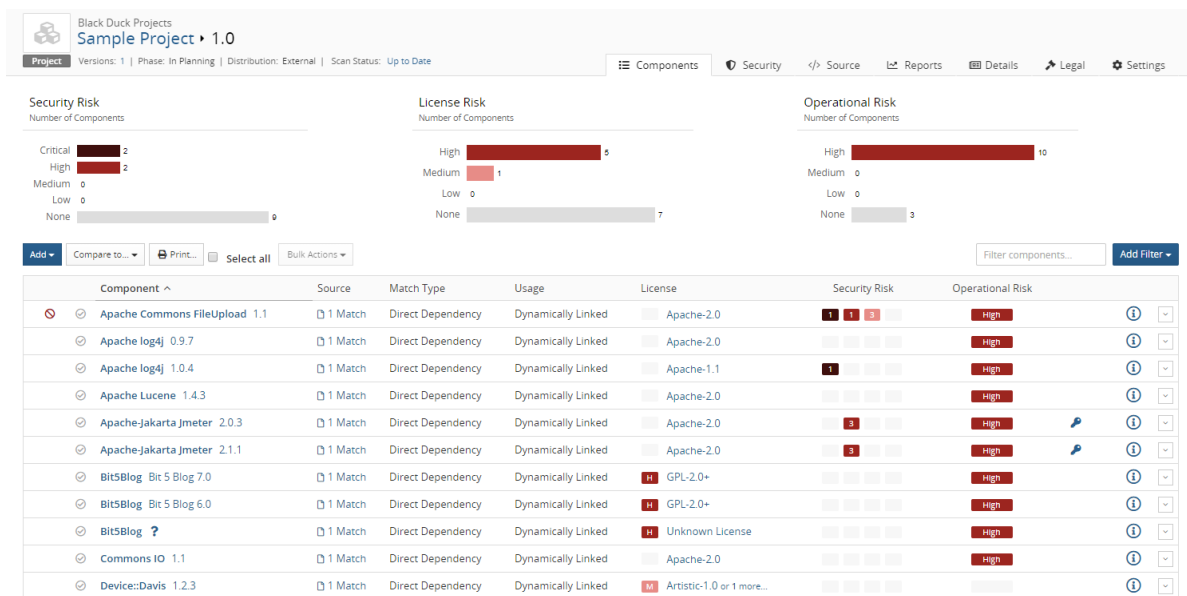 Black Duck Projects
Sample Project ▸ 1.0
Project Versions: 1 | Phase: In Planning | Distribution: External | Scan Status: Up to Date
Components Security </> Source Reports Details Legal Settings
Security Risk License Risk Operational Risk
Number of Components Number of Components Number of Components
Critical 2
High 2
Medium 0
Low 0
None 9
High 5
Medium 1
Low 0
None 7
High 10
Medium 0
Low 0
None 3
Add Compare to... Print... Select all Bulk Actions Filter components... Add Filter
Component Source Match Type Usage License Security Risk Operational Risk
Apache Commons FileUpload 1.1 1 Match Direct Dependency Dynamically Linked Apache-2.0 1 1 3 High
Apache log4j 0.9.7 1 Match Direct Dependency Dynamically Linked Apache-2.0 High
Apache log4j 1.0.4 1 Match Direct Dependency Dynamically Linked Apache-1.1 1 High
Apache Lucene 1.4.3 1 Match Direct Dependency Dynamically Linked Apache-2.0 High
Apache-Jakarta Jmeter 2.0.3 1 Match Direct Dependency Dynamically Linked Apache-2.0 3 High
Apache-Jakarta Jmeter 2.1.1 1 Match Direct Dependency Dynamically Linked Apache-2.0 3 High
Bit5Blog Bit 5 Blog 7.0 1 Match Direct Dependency Dynamically Linked H GPL-2.0+ High
Bit5Blog Bit 5 Blog 6.0 1 Match Direct Dependency Dynamically Linked H GPL-2.0+ High
Bit5Blog ? 1 Match Direct Dependency Dynamically Linked H Unknown License High
Commons IO 1.1 1 Match Direct Dependency Dynamically Linked Apache-2.0 High
Device::Davis 1.2.3 1 Match Direct Dependency Dynamically Linked M Artistic-1.0 or 1 more...